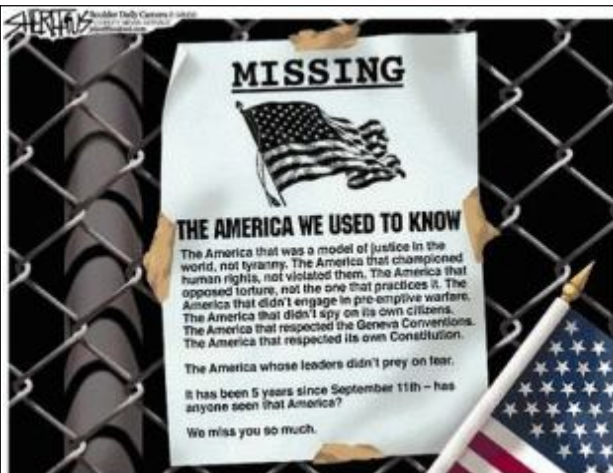 SHERFFIUS Boulder Daily Camera
MISSING
THE AMERICA WE USED TO KNOW
The America that was a model of justice in the
world, not tyranny. The America that championed
human rights, not violated them. The America that
opposed torture, not the one that practices it. The
America that didn't engage in pre-emptive warfare.
The America that didn't spy on its own citizens.
The America that respected the Geneva Conventions.
The America that respected its own Constitution.
The America whose leaders didn't prey on fear.
It has been 5 years since September 11th – has
anyone seen that America?
We miss you so much.